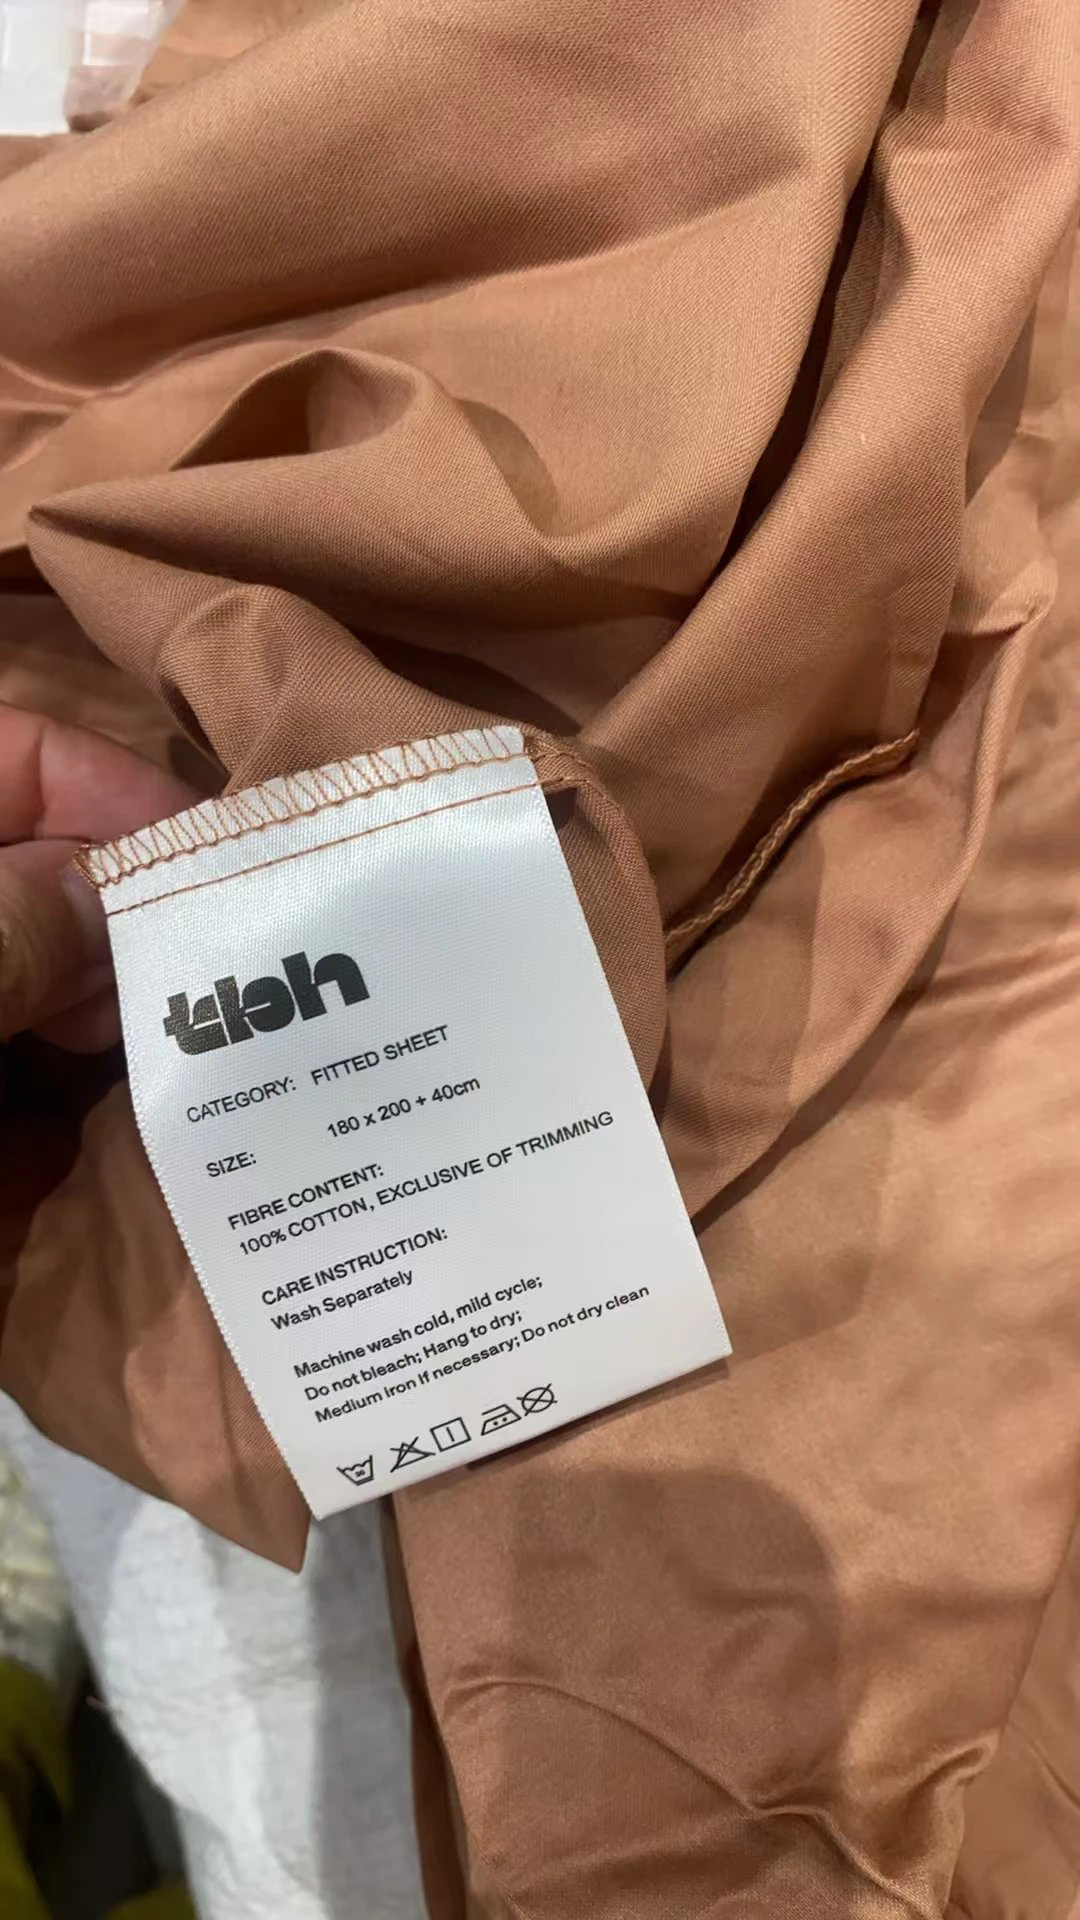 CATEGORY: FITTED SHEET
SIZE: 180 x 200 + 40cm
FIBRE CONTENT:
100% COTTON, EXCLUSIVE OF TRIMMING
CARE INSTRUCTION:
Wash Separately
Machine wash cold, mild cycle;
Do not bleach; Hang to dry;
Medium iron if necessary; Do not dry clean